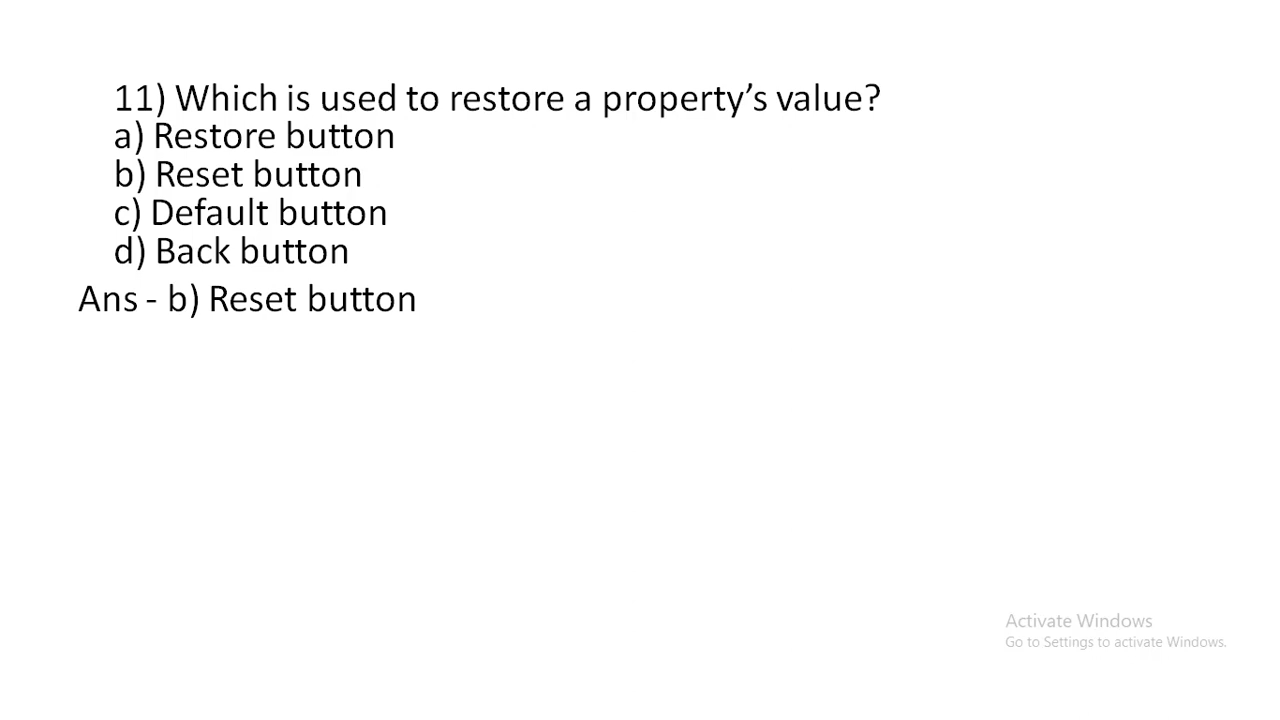 11) Which is used to restore a property’s value?
a) Restore button
b) Reset button
c) Default button
d) Back button
Ans - b) Reset button
Activate Windows
Go to Settings to activate Windows.